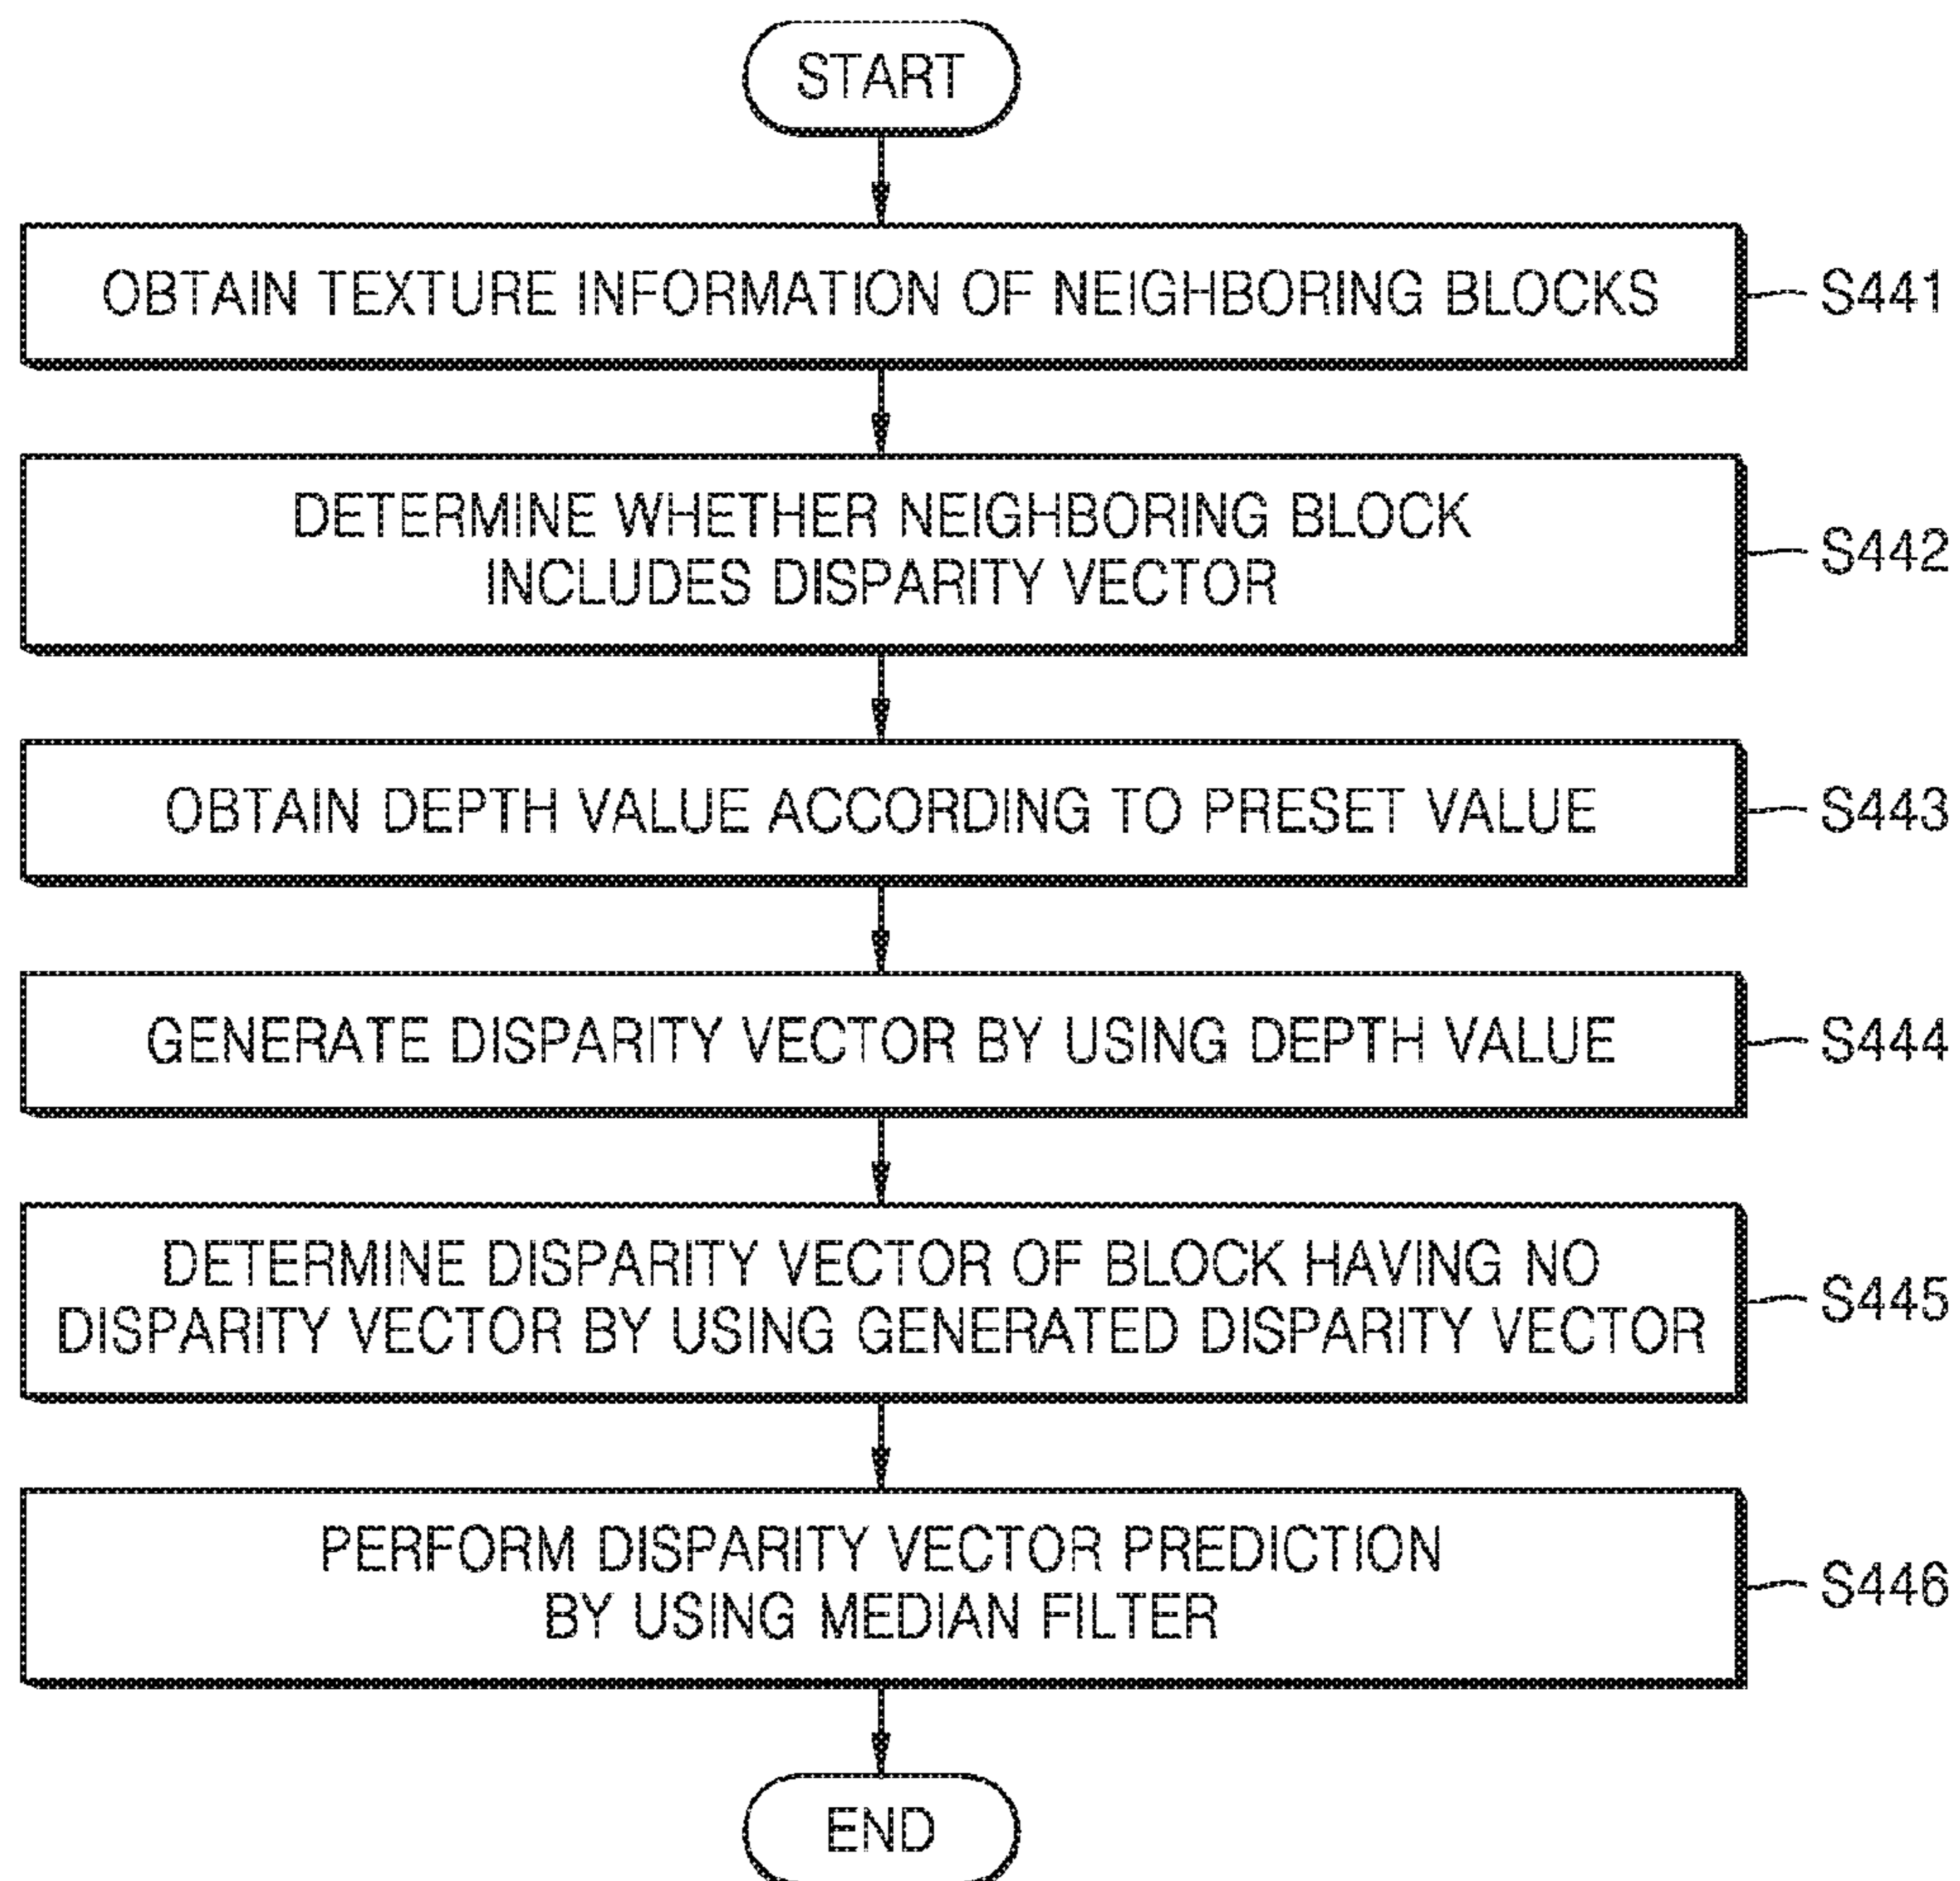 START
OBTAIN TEXTURE INFORMATION OF NEIGHBORING BLOCKS
S441
DETERMINE WHETHER NEIGHBORING BLOCK
INCLUDES DISPARITY VECTOR
S442
OBTAIN DEPTH VALUE ACCORDING TO PRESET VALUE
S443
GENERATE DISPARITY VECTOR BY USING DEPTH VALUE
S444
DETERMINE DISPARITY VECTOR OF BLOCK HAVING NO
DISPARITY VECTOR BY USING GENERATED DISPARITY VECTOR
S445
PERFORM DISPARITY VECTOR PREDICTION
BY USING MEDIAN FILTER
S446
END